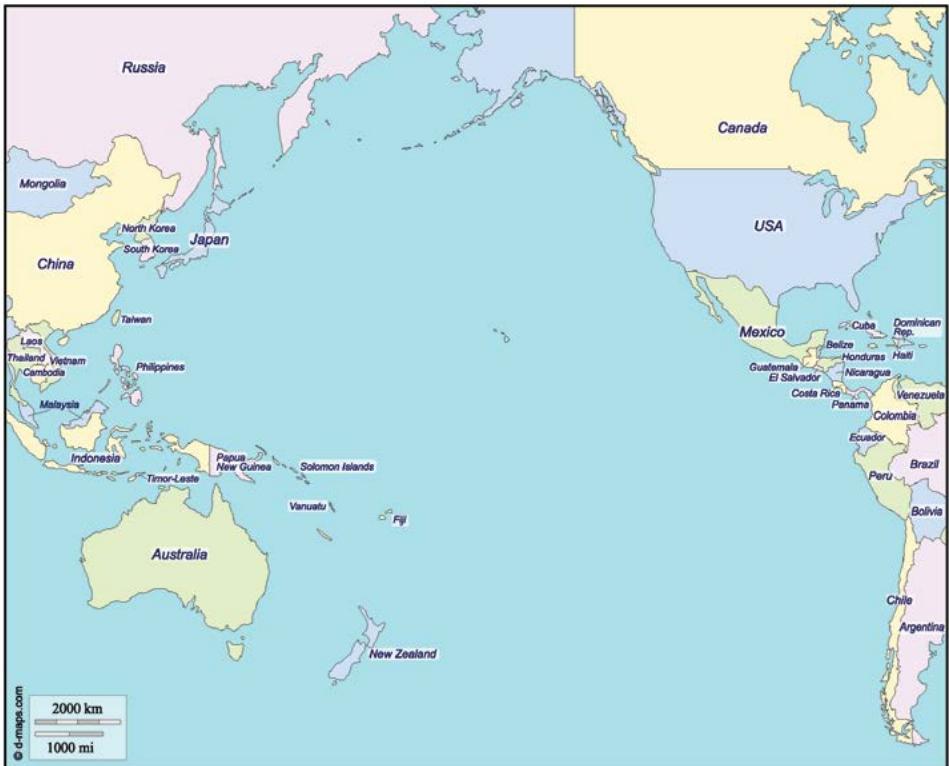 Russia
Canada
Mongolia
North Korea
USA
Japan
South Korea
China
Taiwan
Cuba
Dominican
Rep.
Mexico
Belize
Laos
Haiti
Thailand
Vietnam
Honduras
Guatemala
Philippines
Cambodia
El Salvador
Nicaragua
Costa Rica
Venezuela
Malaysia
Panama
Colombia
Ecuador
Indonesia
Papua
New Guinea
Solomon Islands
Brazil
Timor-Leste
Peru
Vanuatu
Fiji
Bolivia
Australia
Chile
Argentina
New Zealand
© d-maps.com
2000 km
1000 mi